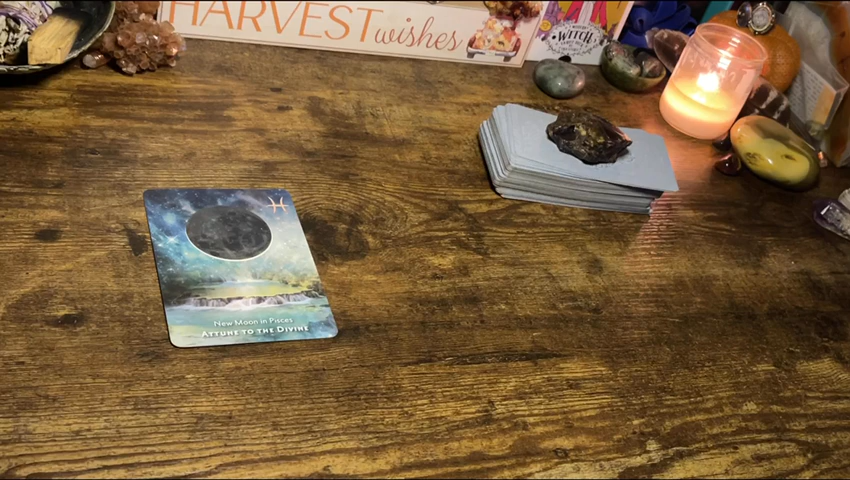 HARVEST wishes
WITCH
New Moon in Pisces
ATTUNE TO THE DIVINE